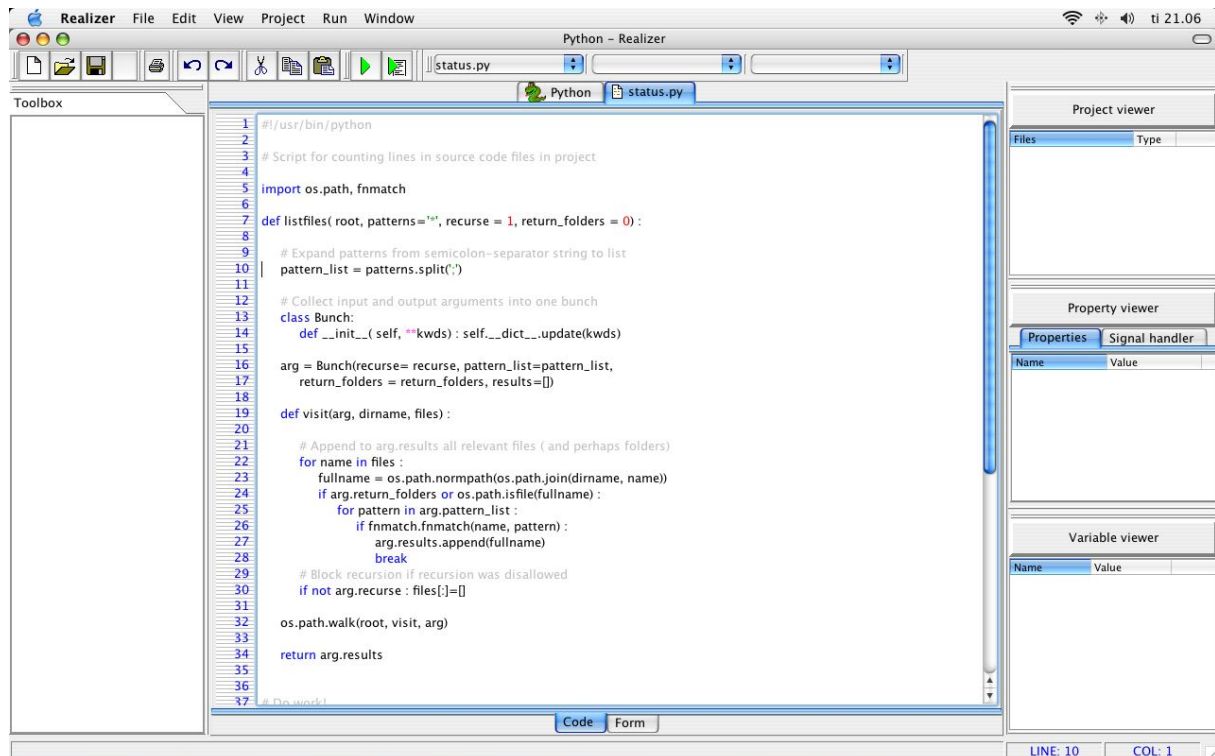 Realizer File Edit View Project Run Window ti 21.06
Python – Realizer
status.py
Python status.py
Toolbox
1 #!/usr/bin/python
2
3 # Script for counting lines in source code files in project
4
5 import os.path, fnmatch
6
7 def listfiles( root, patterns='*', recurse = 1, return_folders = 0) :
8
9 # Expand patterns from semicolon-separator string to list
10 pattern_list = patterns.split(';')
11
12 # Collect input and output arguments into one bunch
13 class Bunch:
14 def __init__( self, **kwds) : self.__dict__.update(kwds)
15
16 arg = Bunch(recurse= recurse, pattern_list=pattern_list,
17 return_folders = return_folders, results=[])
18
19 def visit(arg, dirname, files) :
20
21 # Append to arg.results all relevant files ( and perhaps folders)
22 for name in files :
23 fullname = os.path.normpath(os.path.join(dirname, name))
24 if arg.return_folders or os.path.isfile(fullname) :
25 for pattern in arg.pattern_list :
26 if fnmatch.fnmatch(name, pattern) :
27 arg.results.append(fullname)
28 break
29 # Block recursion if recursion was disallowed
30 if not arg.recurse : files[:]=[]
31
32 os.path.walk(root, visit, arg)
33
34 return arg.results
35
36
37 # Do work!
Code Form
Project viewer
Files Type
Property viewer
Properties Signal handler
Name Value
Variable viewer
Name Value
LINE: 10 COL: 1